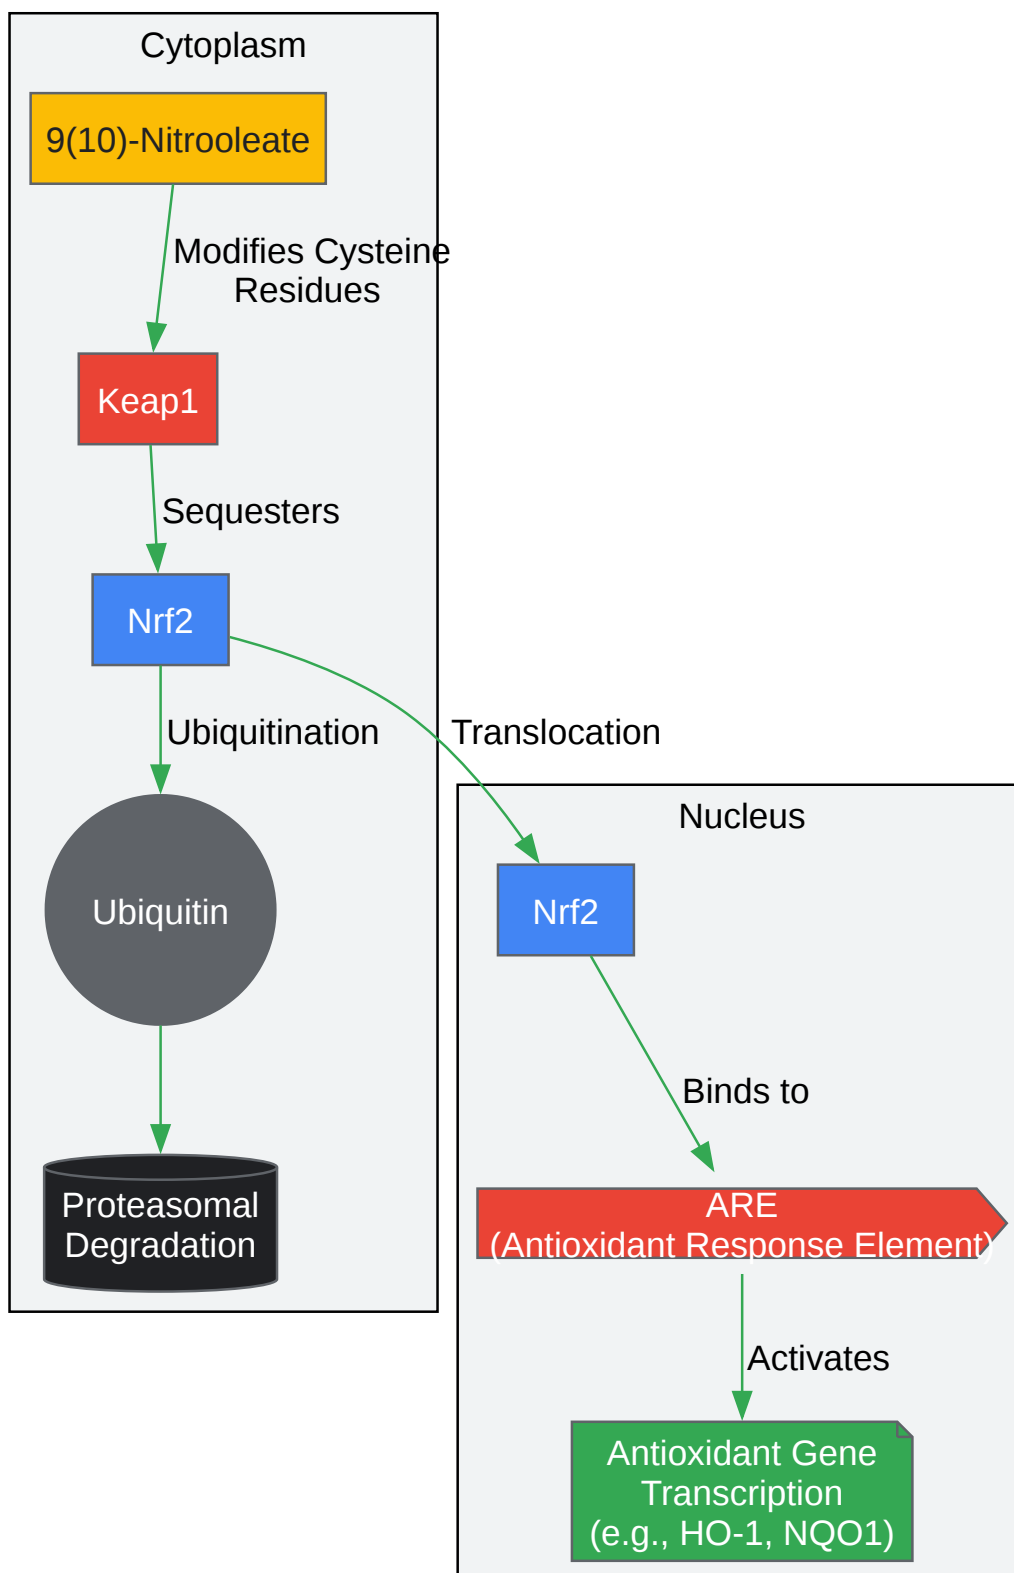 Cytoplasm
9(10)-Nitrooleate
Modifies Cysteine
Residues
Keap1
Sequesters
Nrf2
Ubiquitination
Translocation
Ubiquitin
Proteasomal
Degradation
Nucleus
Nrf2
Binds to
ARE
(Antioxidant Response Element)
Activates
Antioxidant Gene
Transcription
(e.g., HO-1, NQO1)